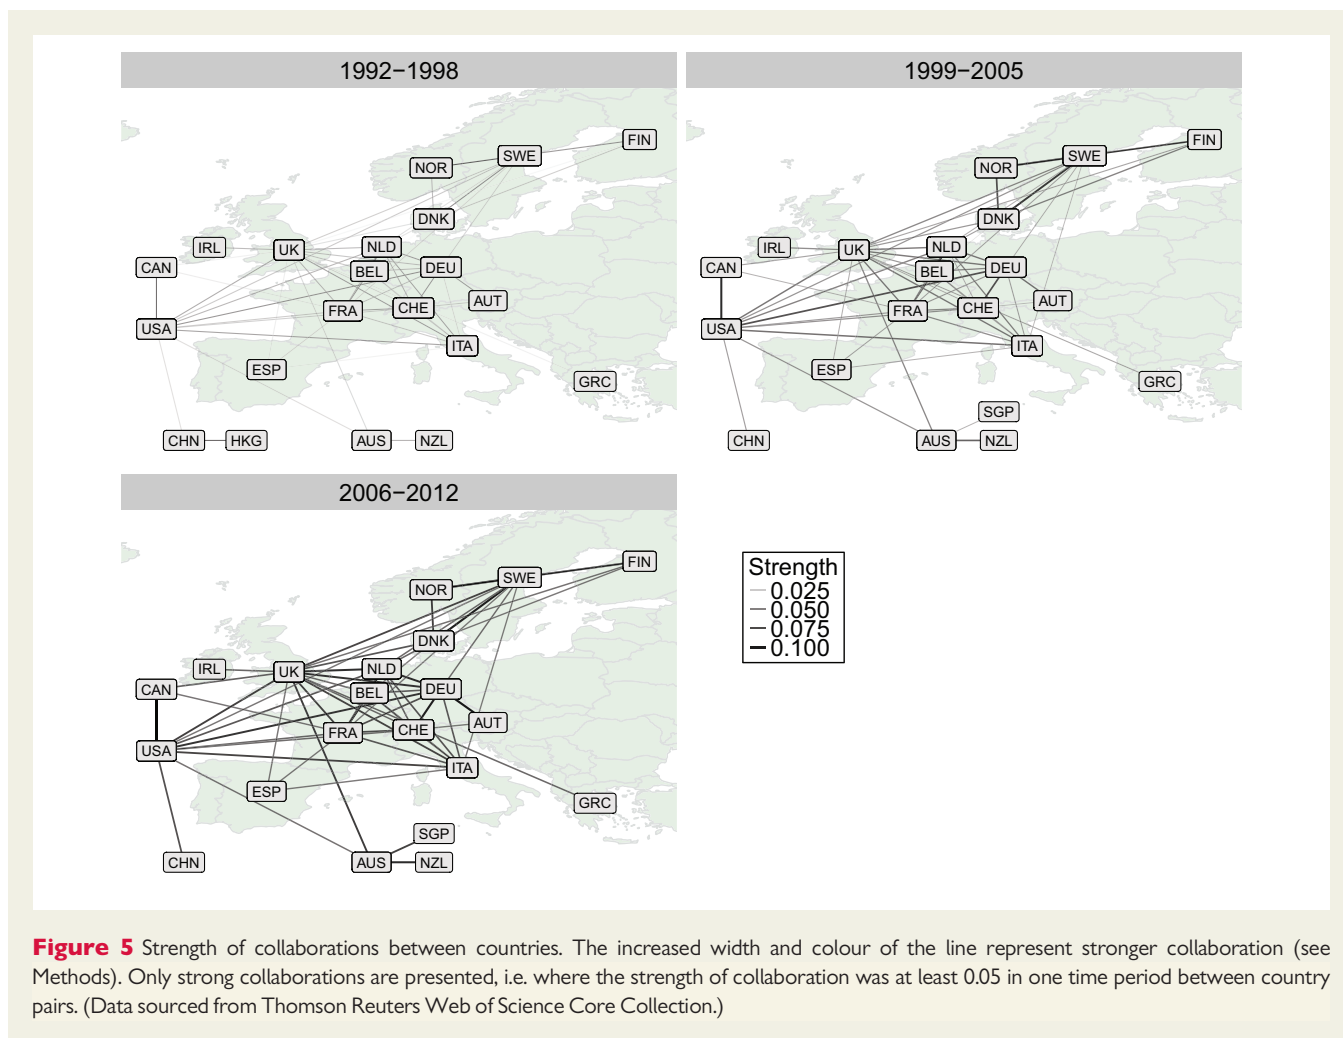 1992−1998
FIN
SWE
NOR
DNK
IRL
UK
NLD
CAN
BEL
DEU
AUT
FRA
CHE
USA
ITA
ESP
GRC
CHN
HKG
AUS
NZL
1999−2005
FIN
SWE
NOR
DNK
IRL
UK
NLD
CAN
BEL
DEU
AUT
FRA
CHE
USA
ITA
ESP
GRC
SGP
CHN
AUS
NZL
2006−2012
FIN
SWE
NOR
DNK
IRL
UK
NLD
CAN
BEL
DEU
AUT
FRA
CHE
USA
ITA
ESP
GRC
SGP
CHN
AUS
NZL
Strength
0.025
0.050
0.075
0.100
Figure 5 Strength of collaborations between countries. The increased width and colour of the line represent stronger collaboration (see
Methods). Only strong collaborations are presented, i.e. where the strength of collaboration was at least 0.05 in one time period between country
pairs. (Data sourced from Thomson Reuters Web of Science Core Collection.)